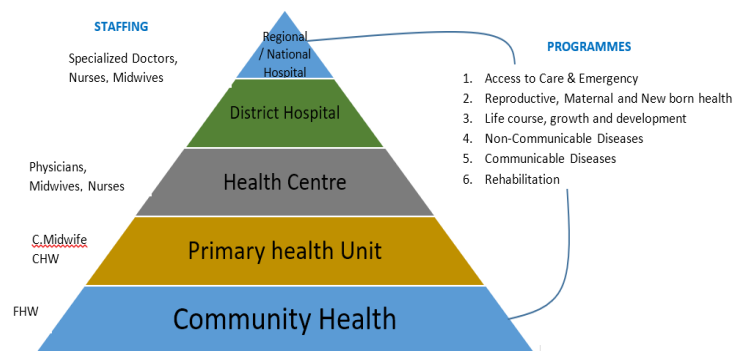 STAFFING
Specialized Doctors,
Nurses, Midwives
Physicians,
Midwives, Nurses
C.Midwife
CHW
FHW
Regional
/ National
Hospital
District Hospital
Health Centre
Primary health Unit
Community Health
PROGRAMMES
1. Access to Care & Emergency
2. Reproductive, Maternal and New born health
3. Life course, growth and development
4. Non-Communicable Diseases
5. Communicable Diseases
6. Rehabilitation